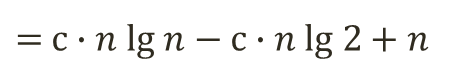 = c · n lg n − c · n lg 2 + n